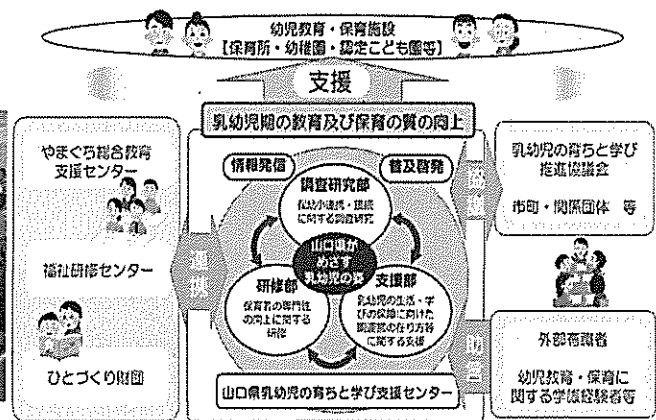 幼児教育・保育施設
【保育所・幼稚園・認定こども園等】
支援
乳幼児期の教育及び保育の質の向上
やまぐち総合教育
支援センター
福祉研修センター
ひとづくり財団
連携
情報発信
普及啓発
調査研究部
保幼小連携・接続
に関する調査研究
山口県が
めざす
乳幼児の姿
研修部
保育者の専門性
の向上に関する
研修
支援部
乳幼児の生活・学
びの保障に向けた
に関する支援
山口県乳幼児の育ちと学び支援センター
乳幼児の育ちと学び
推進協議会
市町・関係団体 等
外部有識者
幼児教育・保育に
関する学識経験者等